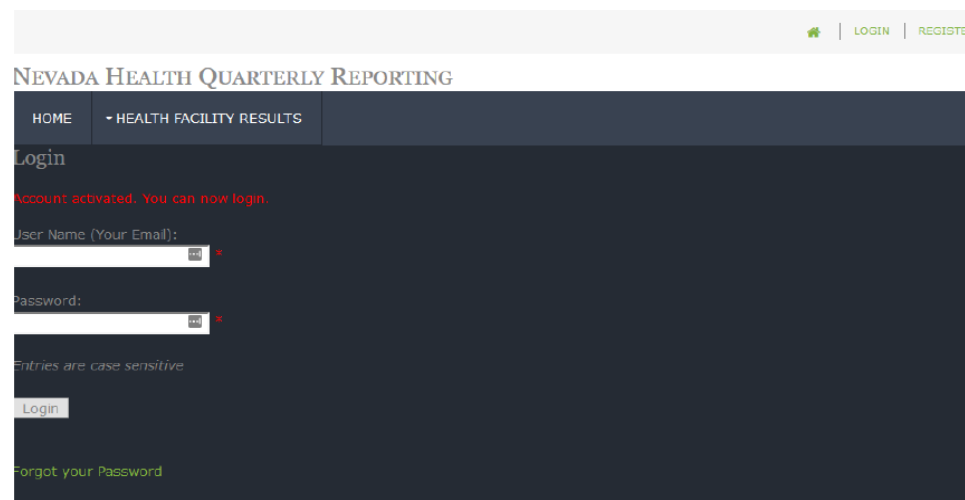 LOGIN | REGISTE
NEVADA HEALTH QUARTERLY REPORTING
HOME HEALTH FACILITY RESULTS
Login
Account activated. You can now login.
User Name (Your Email):
*
Password:
*
Entries are case sensitive
Login
Forgot your Password